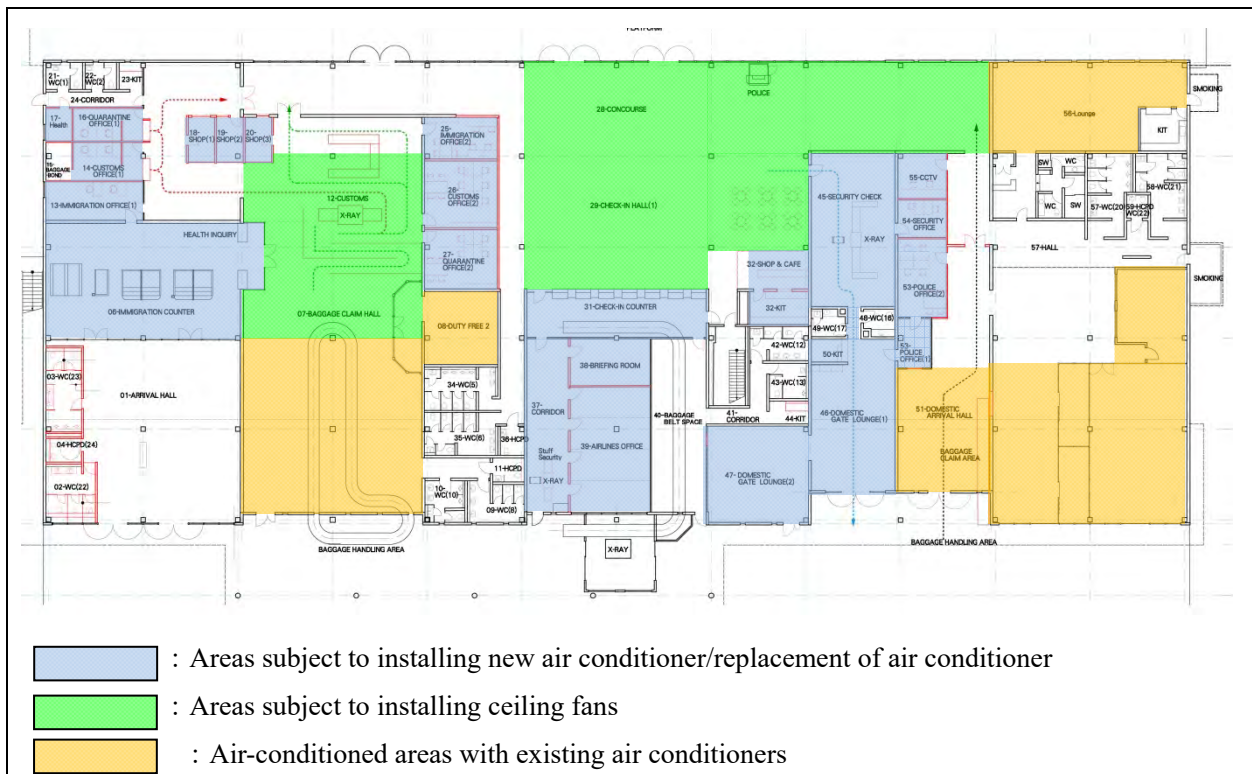 PLATFORM
21-WC(1)
22-WC(2)
23-KIT
24-CORRIDOR
17-Health
16-QUARANTINE OFFICE(1)
18-SHOP(1)
19-SHOP(2)
20-SHOP(3)
25-IMMIGRATION OFFICE(2)
28-CONCOURSE
POLICE
56-Lounge
SMOKING
KIT
15-BAGGAGE BOND
14-CUSTOMS OFFICE(1)
13-IMMIGRATION OFFICE(1)
12-CUSTOMS
X-RAY
26-CUSTOMS OFFICE(2)
29-CHECK-IN HALL(1)
45-SECURITY CHECK
X-RAY
55-CCTV
54-SECURITY OFFICE
SW
WC
WC
SW
57-WC(20)
58-WC(21)
59-HCPD WC(22)
HEALTH INQUIRY
27-QUARANTINE OFFICE(2)
32-SHOP & CAFE
57-HALL
SMOKING
06-IMMIGRATION COUNTER
07-BAGGAGE CLAIM HALL
08-DUTY FREE 2
31-CHECK-IN COUNTER
32-KIT
53-POLICE OFFICE(2)
49-WC(17)
48-WC(16)
42-WC(12)
50-KIT
53-POLICE OFFICE(1)
03-WC(23)
01-ARRIVAL HALL
34-WC(5)
38-BRIEFING ROOM
43-WC(13)
37-CORRIDOR
40-BAGGAGE BELT SPACE
41-CORRIDOR
44-KIT
46-DOMESTIC GATE LOUNGE(1)
51-DOMESTIC ARRIVAL HALL
04-HCPD(24)
35-WC(6)
36-HCPD
39-AIRLINES OFFICE
Stuff Security
X-RAY
BAGGAGE CLAIM AREA
02-WC(22)
11-HCPD
10-WC(10)
09-WC(8)
47- DOMESTIC GATE LOUNGE(2)
BAGGAGE HANDLING AREA
X-RAY
BAGGAGE HANDLING AREA
: Areas subject to installing new air conditioner/replacement of air conditioner
: Areas subject to installing ceiling fans
: Air-conditioned areas with existing air conditioners